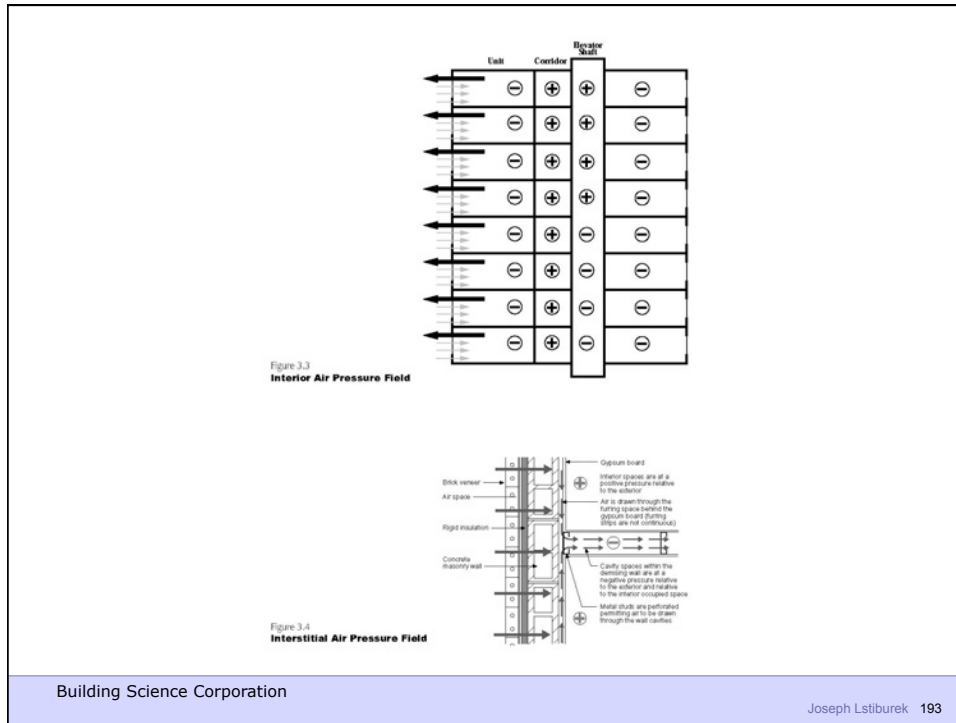 Elevator
Shaft
Unit
Corridor
Figure 3.3
Interior Air Pressure Field
Gypsum board
Interior spaces are at a
positive pressure relative
to the exterior
Air is drawn through the
furring space behind the
gypsum board (furring
strips are not continuous)
Cavity spaces within the
demising wall are at a
negative pressure relative
to the exterior and relative
to the interior occupied space
Metal studs are perforated
permitting air to be drawn
through the wall cavities
Brick veneer
Air space
Rigid insulation
Concrete
masonry wall
Figure 3.4
Interstitial Air Pressure Field
Building Science Corporation
Joseph Lstiburek 193